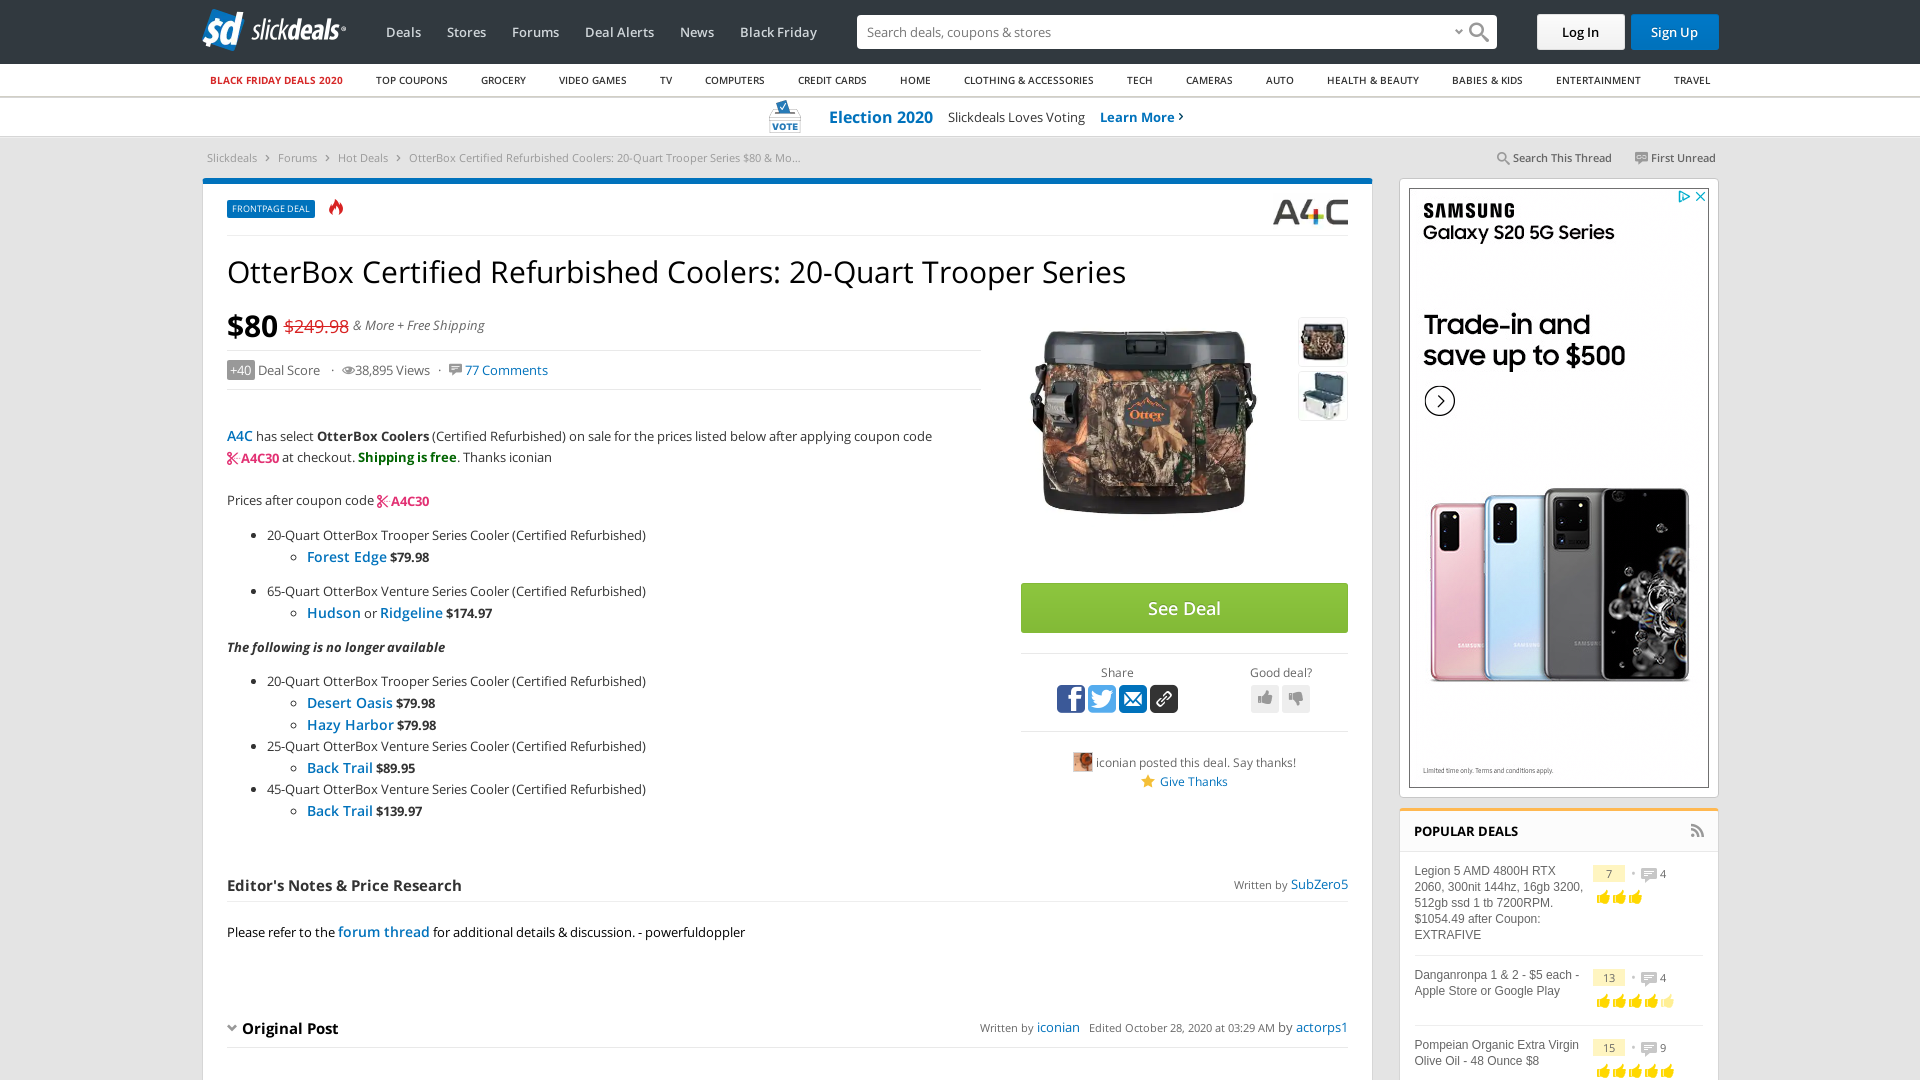 sd slickdeals
Deals Stores Forums Deal Alerts News Black Friday
Search deals, coupons & stores
Log In
Sign Up
BLACK FRIDAY DEALS 2020 TOP COUPONS GROCERY VIDEO GAMES TV COMPUTERS CREDIT CARDS HOME CLOTHING & ACCESSORIES TECH CAMERAS AUTO HEALTH & BEAUTY BABIES & KIDS ENTERTAINMENT TRAVEL
VOTE
Election 2020 Slickdeals Loves Voting Learn More
Slickdeals Forums Hot Deals OtterBox Certified Refurbished Coolers: 20-Quart Trooper Series $80 & Mo...
Search This Thread First Unread
FRONTPAGE DEAL
A4C
OtterBox Certified Refurbished Coolers: 20-Quart Trooper Series
$80 $249.98 & More + Free Shipping
+40 Deal Score · 38,895 Views · 77 Comments
A4C has select OtterBox Coolers (Certified Refurbished) on sale for the prices listed below after applying coupon code
A4C30 at checkout. Shipping is free. Thanks iconian
Prices after coupon code A4C30
20-Quart OtterBox Trooper Series Cooler (Certified Refurbished)
Forest Edge $79.98
65-Quart OtterBox Venture Series Cooler (Certified Refurbished)
Hudson or Ridgeline $174.97
The following is no longer available
20-Quart OtterBox Trooper Series Cooler (Certified Refurbished)
Desert Oasis $79.98
Hazy Harbor $79.98
25-Quart OtterBox Venture Series Cooler (Certified Refurbished)
Back Trail $89.95
45-Quart OtterBox Venture Series Cooler (Certified Refurbished)
Back Trail $139.97
Otter
See Deal
Share
Good deal?
iconian posted this deal. Say thanks!
Give Thanks
Editor's Notes & Price Research
Written by SubZero5
Please refer to the forum thread for additional details & discussion. - powerfuldoppler
Original Post
Written by iconian Edited October 28, 2020 at 03:29 AM by actorps1
SAMSUNG
Galaxy S20 5G Series
Trade-in and
save up to $500
SAMSUNG
Limited time only. Terms and conditions apply.
POPULAR DEALS
Legion 5 AMD 4800H RTX
2060, 300nit 144hz, 16gb 3200,
512gb ssd 1 tb 7200RPM.
$1054.49 after Coupon:
EXTRAFIVE
7 • 4
Danganronpa 1 & 2 - $5 each -
Apple Store or Google Play
13 • 4
Pompeian Organic Extra Virgin
Olive Oil - 48 Ounce $8
15 • 9